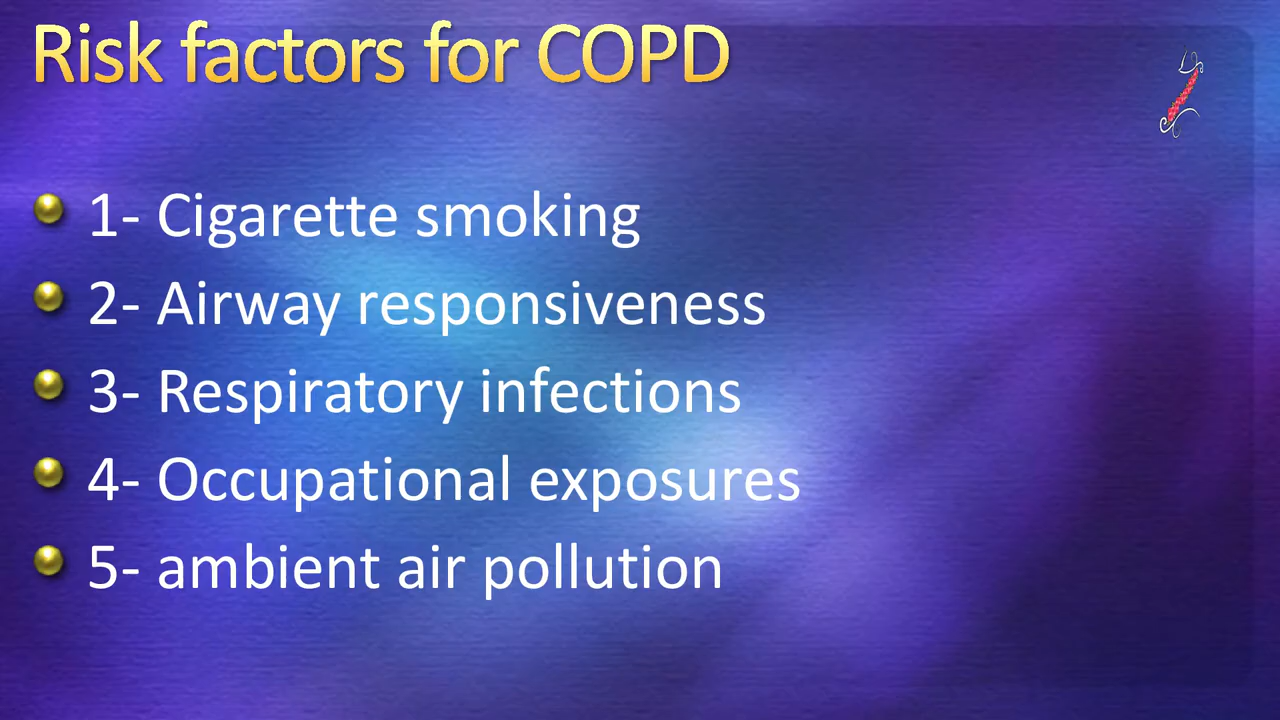 Risk factors for COPD
1- Cigarette smoking
2- Airway responsiveness
3- Respiratory infections
4- Occupational exposures
5- ambient air pollution